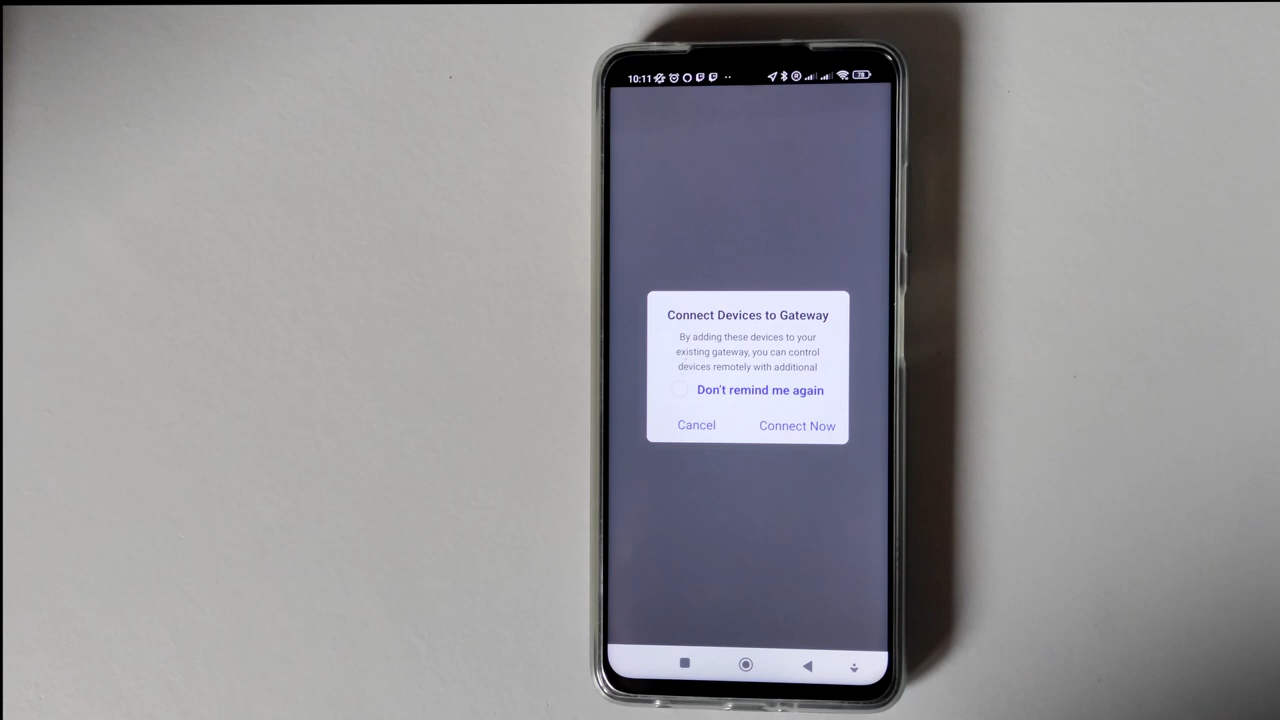 10:11 78
Connect Devices to Gateway
By adding these devices to your
existing gateway, you can control
devices remotely with additional
Don't remind me again
Cancel Connect Now